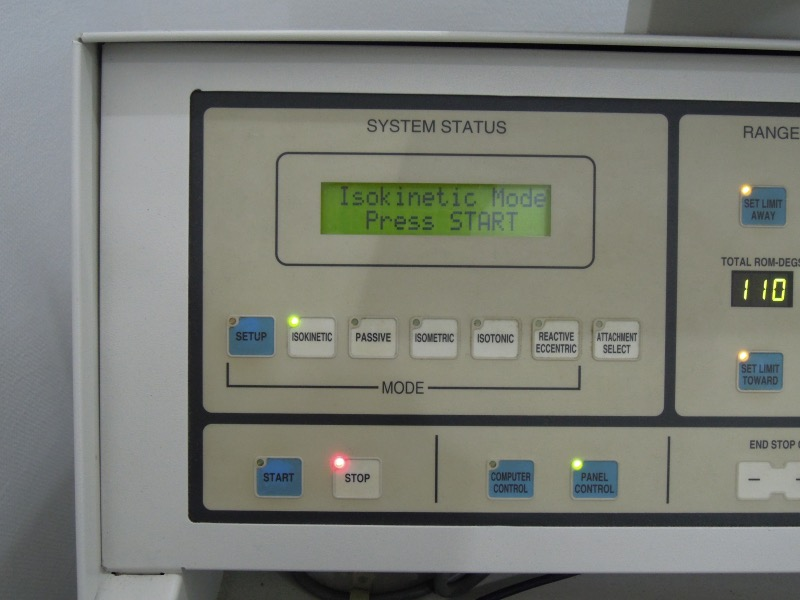 SYSTEM STATUS
Isokinetic Mode
Press START
SETUP
ISOKINETIC
PASSIVE
ISOMETRIC
ISOTONIC
REACTIVE
ECCENTRIC
ATTACHMENT
SELECT
MODE
START
STOP
COMPUTER
CONTROL
PANEL
CONTROL
RANGE
SET LIMIT
AWAY
TOTAL ROM-DEGS
110
SET LIMIT
TOWARD
END STOP